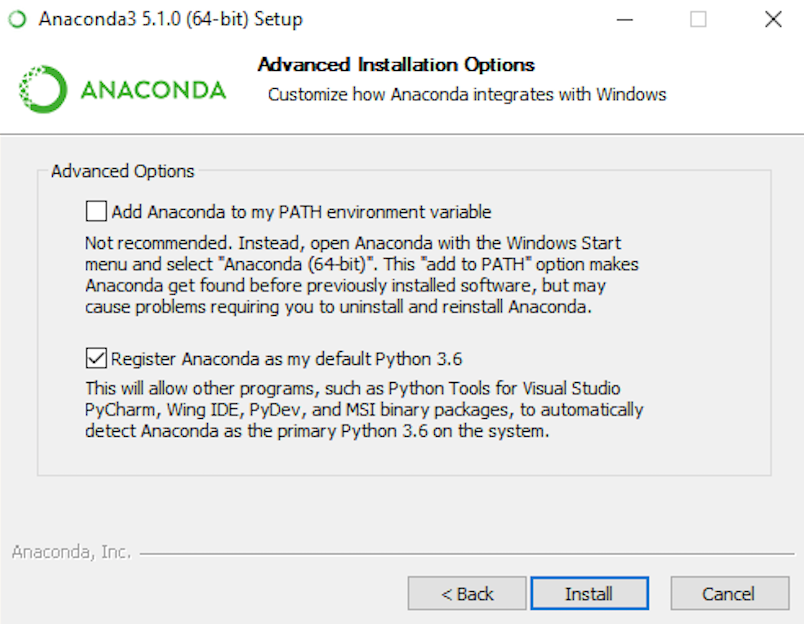 Anaconda3 5.1.0 (64-bit) Setup
ANACONDA
Advanced Installation Options
Customize how Anaconda integrates with Windows
Advanced Options
Add Anaconda to my PATH environment variable
Not recommended. Instead, open Anaconda with the Windows Start
menu and select "Anaconda (64-bit)". This "add to PATH" option makes
Anaconda get found before previously installed software, but may
cause problems requiring you to uninstall and reinstall Anaconda.
Register Anaconda as my default Python 3.6
This will allow other programs, such as Python Tools for Visual Studio
PyCharm, Wing IDE, PyDev, and MSI binary packages, to automatically
detect Anaconda as the primary Python 3.6 on the system.
Anaconda, Inc.
< Back
Install
Cancel